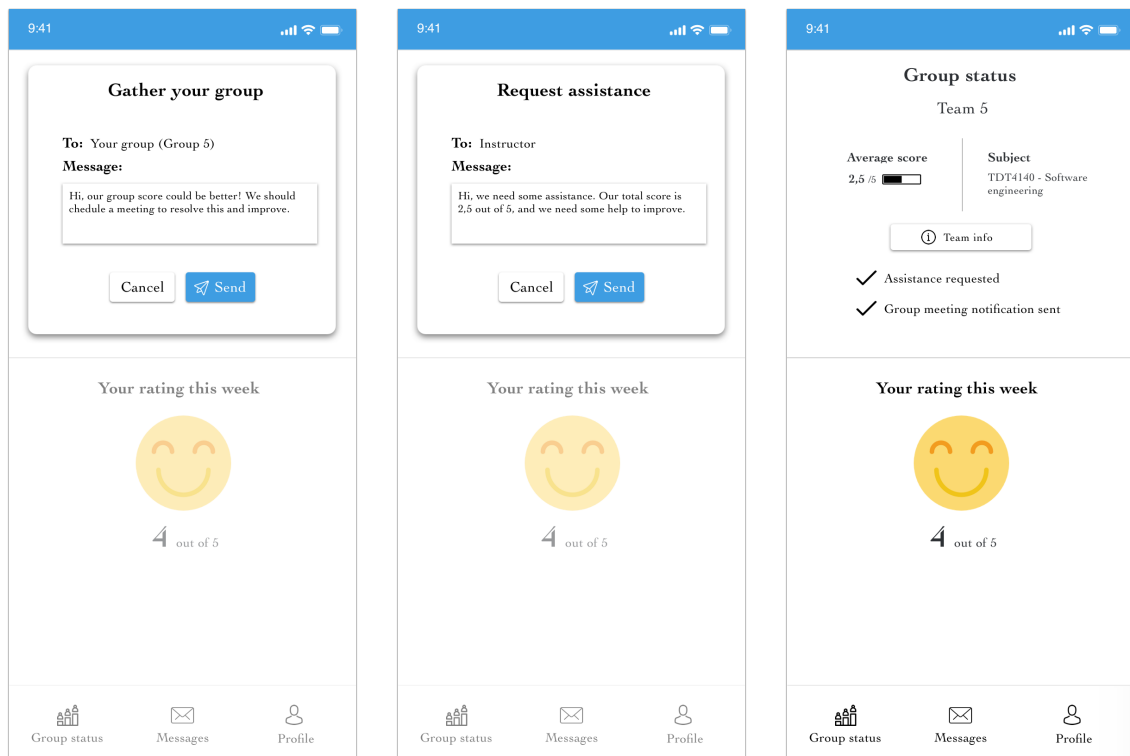 9:41
Gather your group
To: Your group (Group 5)
Message:
Hi, our group score could be better! We should
chedule a meeting to resolve this and improve.
Cancel
Send
Your rating this week
4 out of 5
Group status
Messages
Profile
9:41
Request assistance
To: Instructor
Message:
Hi, we need some assistance. Our total score is
2,5 out of 5, and we need some help to improve.
Cancel
Send
Your rating this week
4 out of 5
Group status
Messages
Profile
9:41
Group status
Team 5
Average score
2,5 /5
Subject
TDT4140 - Software
engineering
Team info
Assistance requested
Group meeting notification sent
Your rating this week
4 out of 5
Group status
Messages
Profile